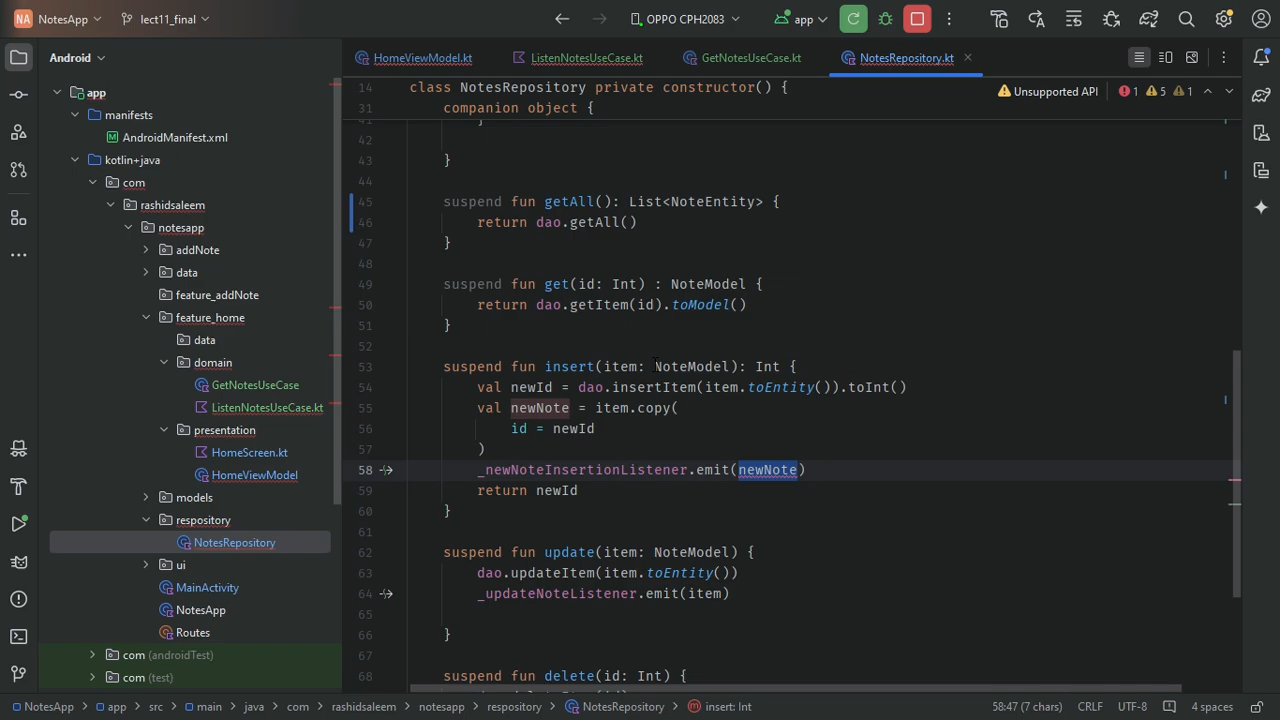 NA NotesApp lect11_final OPPO CPH2083 app
Android
HomeViewModel.kt ListenNotesUseCase.kt GetNotesUseCase.kt NotesRepository.kt
app
manifests
AndroidManifest.xml
kotlin+java
com
rashidsaleem
notesapp
addNote
data
feature_addNote
feature_home
data
domain
GetNotesUseCase
ListenNotesUseCase.kt
presentation
HomeScreen.kt
HomeViewModel
models
respository
NotesRepository
ui
MainActivity
NotesApp
Routes
com (androidTest)
com (test)
Unsupported API 1 5 1
14 class NotesRepository private constructor() {
31 companion object {
41 }
42
43 }
44
45 suspend fun getAll(): List<NoteEntity> {
46 return dao.getAll()
47 }
48
49 suspend fun get(id: Int) : NoteModel {
50 return dao.getItem(id).toModel()
51 }
52
53 suspend fun insert(item: NoteModel): Int {
54 val newId = dao.insertItem(item.toEntity()).toInt()
55 val newNote = item.copy(
56 id = newId
57 )
58 _newNoteInsertionListener.emit(newNote)
59 return newId
60 }
61
62 suspend fun update(item: NoteModel) {
63 dao.updateItem(item.toEntity())
64 _updateNoteListener.emit(item)
65
66 }
67
68 suspend fun delete(id: Int) {
NotesApp > app > src > main > java > com > rashidsaleem > notesapp > respository > NotesRepository > insert: Int 58:47 (7 chars) CRLF UTF-8 4 spaces